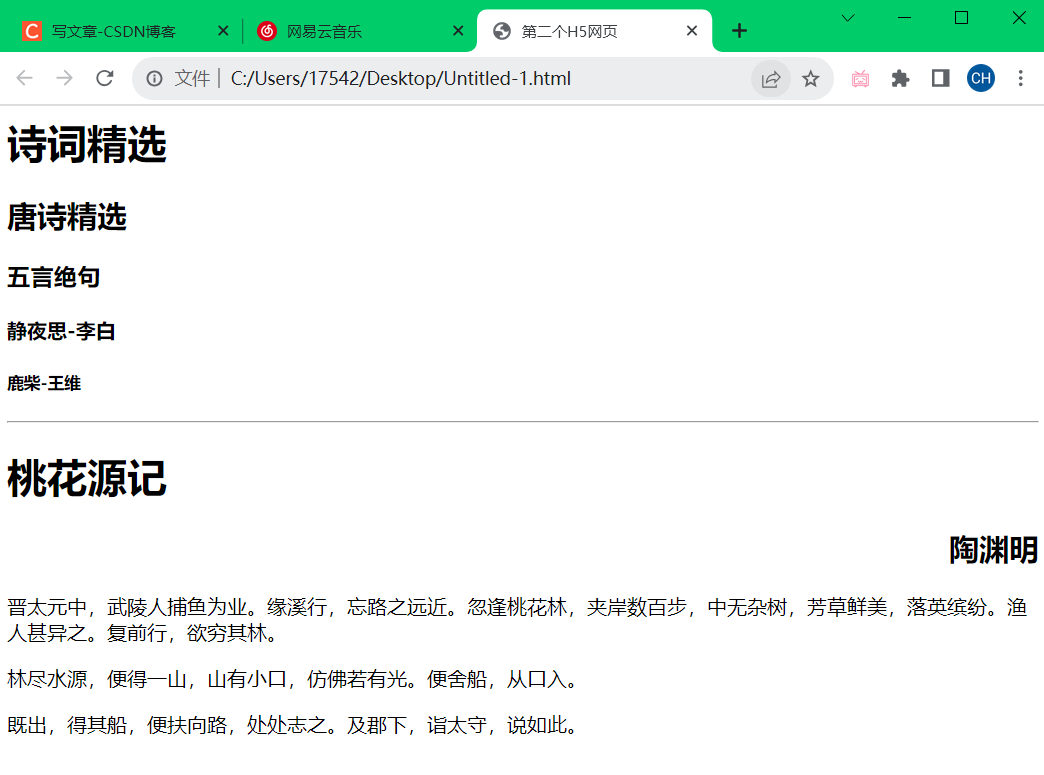 写文章-CSDN博客
网易云音乐
第二个H5网页
文件
C:/Users/17542/Desktop/Untitled-1.html
CH
诗词精选
唐诗精选
五言绝句
静夜思-李白
鹿柴-王维
桃花源记
陶渊明
晋太元中，武陵人捕鱼为业。缘溪行，忘路之远近。忽逢桃花林，夹岸数百步，中无杂树，芳草鲜美，落英缤纷。渔
人甚异之。复前行，欲穷其林。
林尽水源，便得一山，山有小口，仿佛若有光。便舍船，从口入。
既出，得其船，便扶向路，处处志之。及郡下，诣太守，说如此。